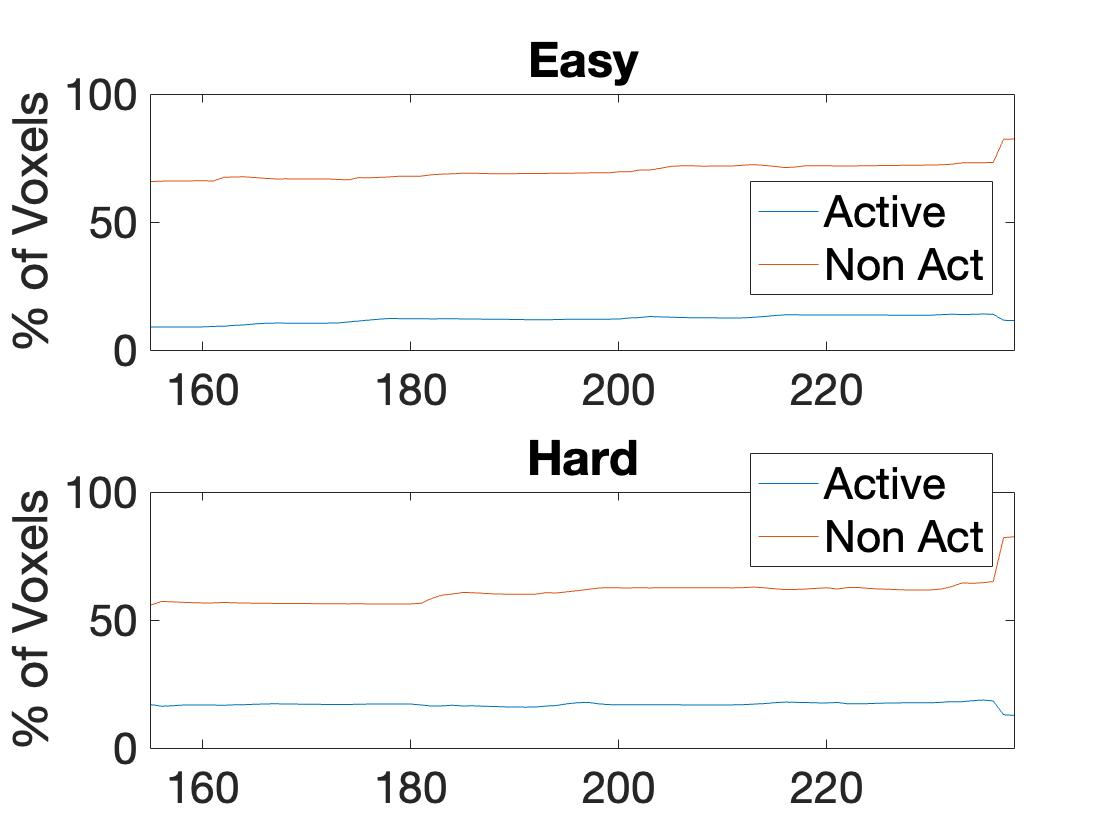 Easy
% of Voxels
100
50
0
Active
Non Act
160 180 200 220
Hard
% of Voxels
100
50
0
Active
Non Act
160 180 200 220